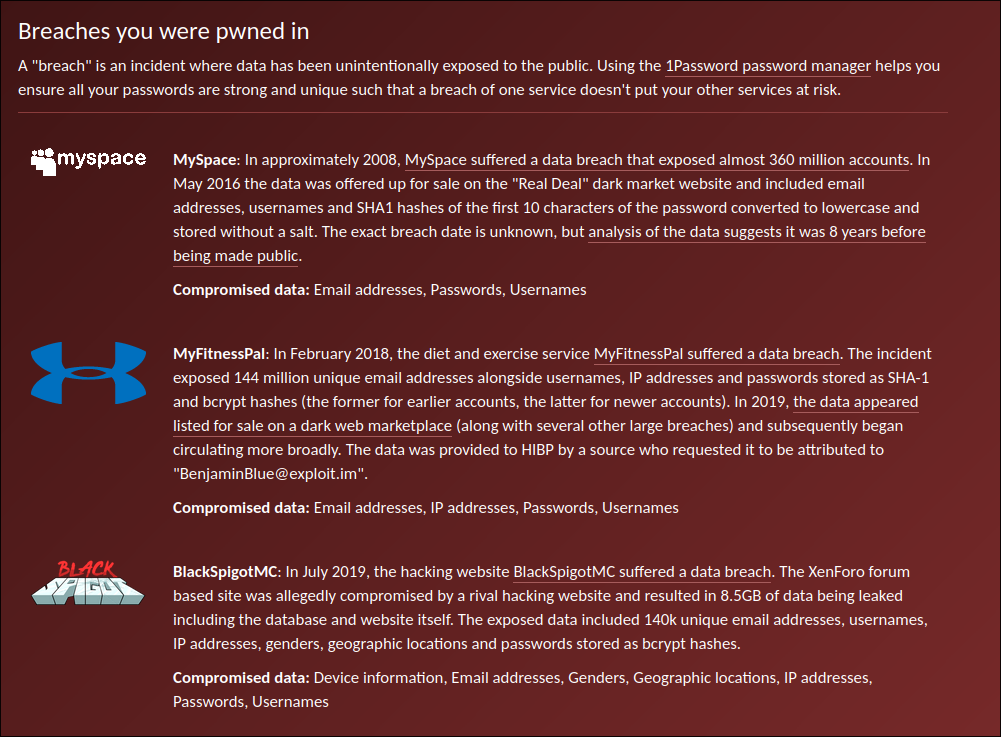 Breaches you were pwned in
A "breach" is an incident where data has been unintentionally exposed to the public. Using the 1Password password manager helps you
ensure all your passwords are strong and unique such that a breach of one service doesn't put your other services at risk.
myspace
MySpace: In approximately 2008, MySpace suffered a data breach that exposed almost 360 million accounts. In
May 2016 the data was offered up for sale on the "Real Deal" dark market website and included email
addresses, usernames and SHA1 hashes of the first 10 characters of the password converted to lowercase and
stored without a salt. The exact breach date is unknown, but analysis of the data suggests it was 8 years before
being made public.
Compromised data: Email addresses, Passwords, Usernames
MyFitnessPal: In February 2018, the diet and exercise service MyFitnessPal suffered a data breach. The incident
exposed 144 million unique email addresses alongside usernames, IP addresses and passwords stored as SHA-1
and bcrypt hashes (the former for earlier accounts, the latter for newer accounts). In 2019, the data appeared
listed for sale on a dark web marketplace (along with several other large breaches) and subsequently began
circulating more broadly. The data was provided to HIBP by a source who requested it to be attributed to
"BenjaminBlue@exploit.im".
Compromised data: Email addresses, IP addresses, Passwords, Usernames
BLACK
SPIGOT
BlackSpigotMC: In July 2019, the hacking website BlackSpigotMC suffered a data breach. The XenForo forum
based site was allegedly compromised by a rival hacking website and resulted in 8.5GB of data being leaked
including the database and website itself. The exposed data included 140k unique email addresses, usernames,
IP addresses, genders, geographic locations and passwords stored as bcrypt hashes.
Compromised data: Device information, Email addresses, Genders, Geographic locations, IP addresses,
Passwords, Usernames